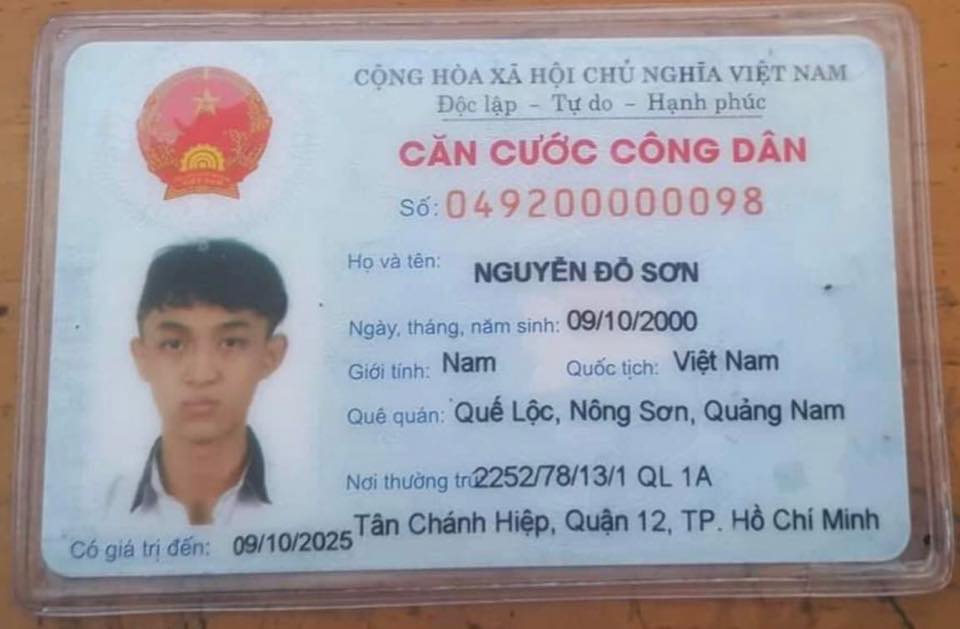 CỘNG HÒA XÃ HỘI CHỦ NGHĨA VIỆT NAM
Độc lập - Tự do - Hạnh phúc
CĂN CƯỚC CÔNG DÂN
Số: 049200000098
Họ và tên: NGUYỄN ĐỖ SƠN
Ngày, tháng, năm sinh: 09/10/2000
Giới tính: Nam Quốc tịch: Việt Nam
Quê quán: Quế Lộc, Nông Sơn, Quảng Nam
Nơi thường trú: 2252/78/13/1 QL 1A
Tân Chánh Hiệp, Quận 12, TP. Hồ Chí Minh
Có giá trị đến: 09/10/2025